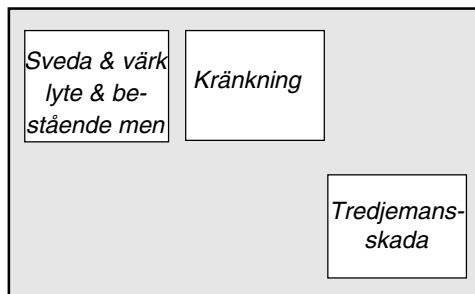 Sveda & värk
lyte & be-
stående men
Kränkning
Tredjemans-
skada